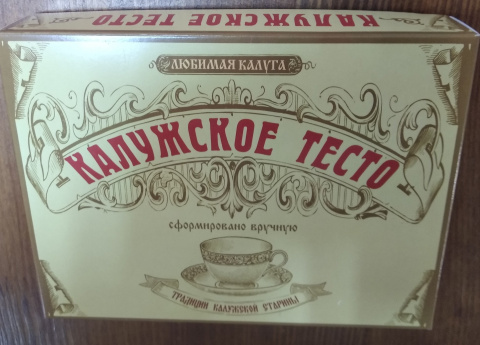 КАЛУЖСКОЕ ТЕСТО
ЛЮБИМАЯ КАЛУГА
КАЛУЖСКОЕ ТЕСТО
сформировано вручную
ТРАДИЦИИ КАЛУЖСКОЙ СТАРИНЫ